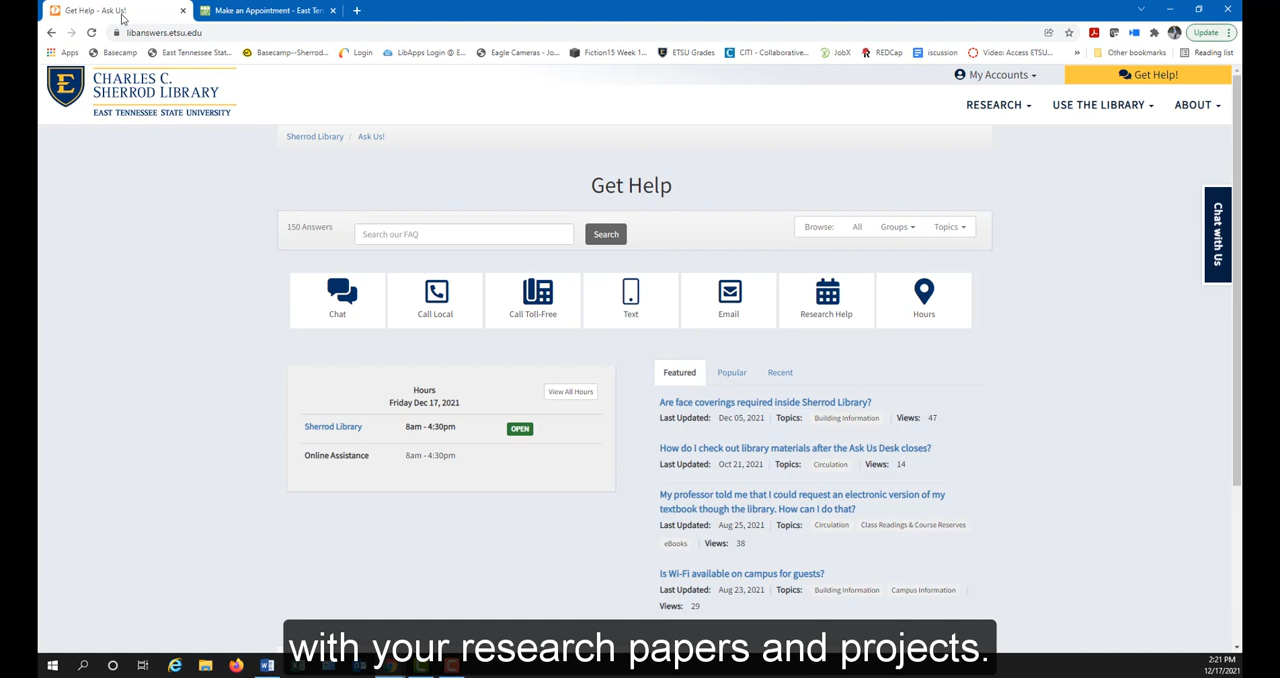 Get Help - Ask Us!
Make an Appointment - East Ten
libanswers.etsu.edu
Update
Apps
Basecamp
East Tennessee Stat...
Basecamp--Sherrod...
Login
LibApps Login @ E...
Eagle Cameras - Jo...
Fiction15 Week 1...
ETSU Grades
CITI - Collaborative...
JobX
REDCap
iscussion
Video: Access ETSU...
»
Other bookmarks
Reading list
CHARLES C.
SHERROD LIBRARY
EAST TENNESSEE STATE UNIVERSITY
My Accounts
Get Help!
RESEARCH
USE THE LIBRARY
ABOUT
Sherrod Library / Ask Us!
Get Help
150 Answers
Search our FAQ
Search
Browse: All Groups Topics
Chat with Us
Chat
Call Local
Call Toll-Free
Text
Email
Research Help
Hours
Hours
Friday Dec 17, 2021
View All Hours
Sherrod Library 8am - 4:30pm OPEN
Online Assistance 8am - 4:30pm
Featured Popular Recent
Are face coverings required inside Sherrod Library?
Last Updated: Dec 05, 2021 | Topics: Building Information | Views: 47
How do I check out library materials after the Ask Us Desk closes?
Last Updated: Oct 21, 2021 | Topics: Circulation | Views: 14
My professor told me that I could request an electronic version of my
textbook though the library. How can I do that?
Last Updated: Aug 25, 2021 | Topics: Circulation Class Readings & Course Reserves
eBooks | Views: 38
Is Wi-Fi available on campus for guests?
Last Updated: Aug 23, 2021 | Topics: Building Information Campus Information |
Views: 29
with your research papers and projects.
2:21 PM
12/17/2021